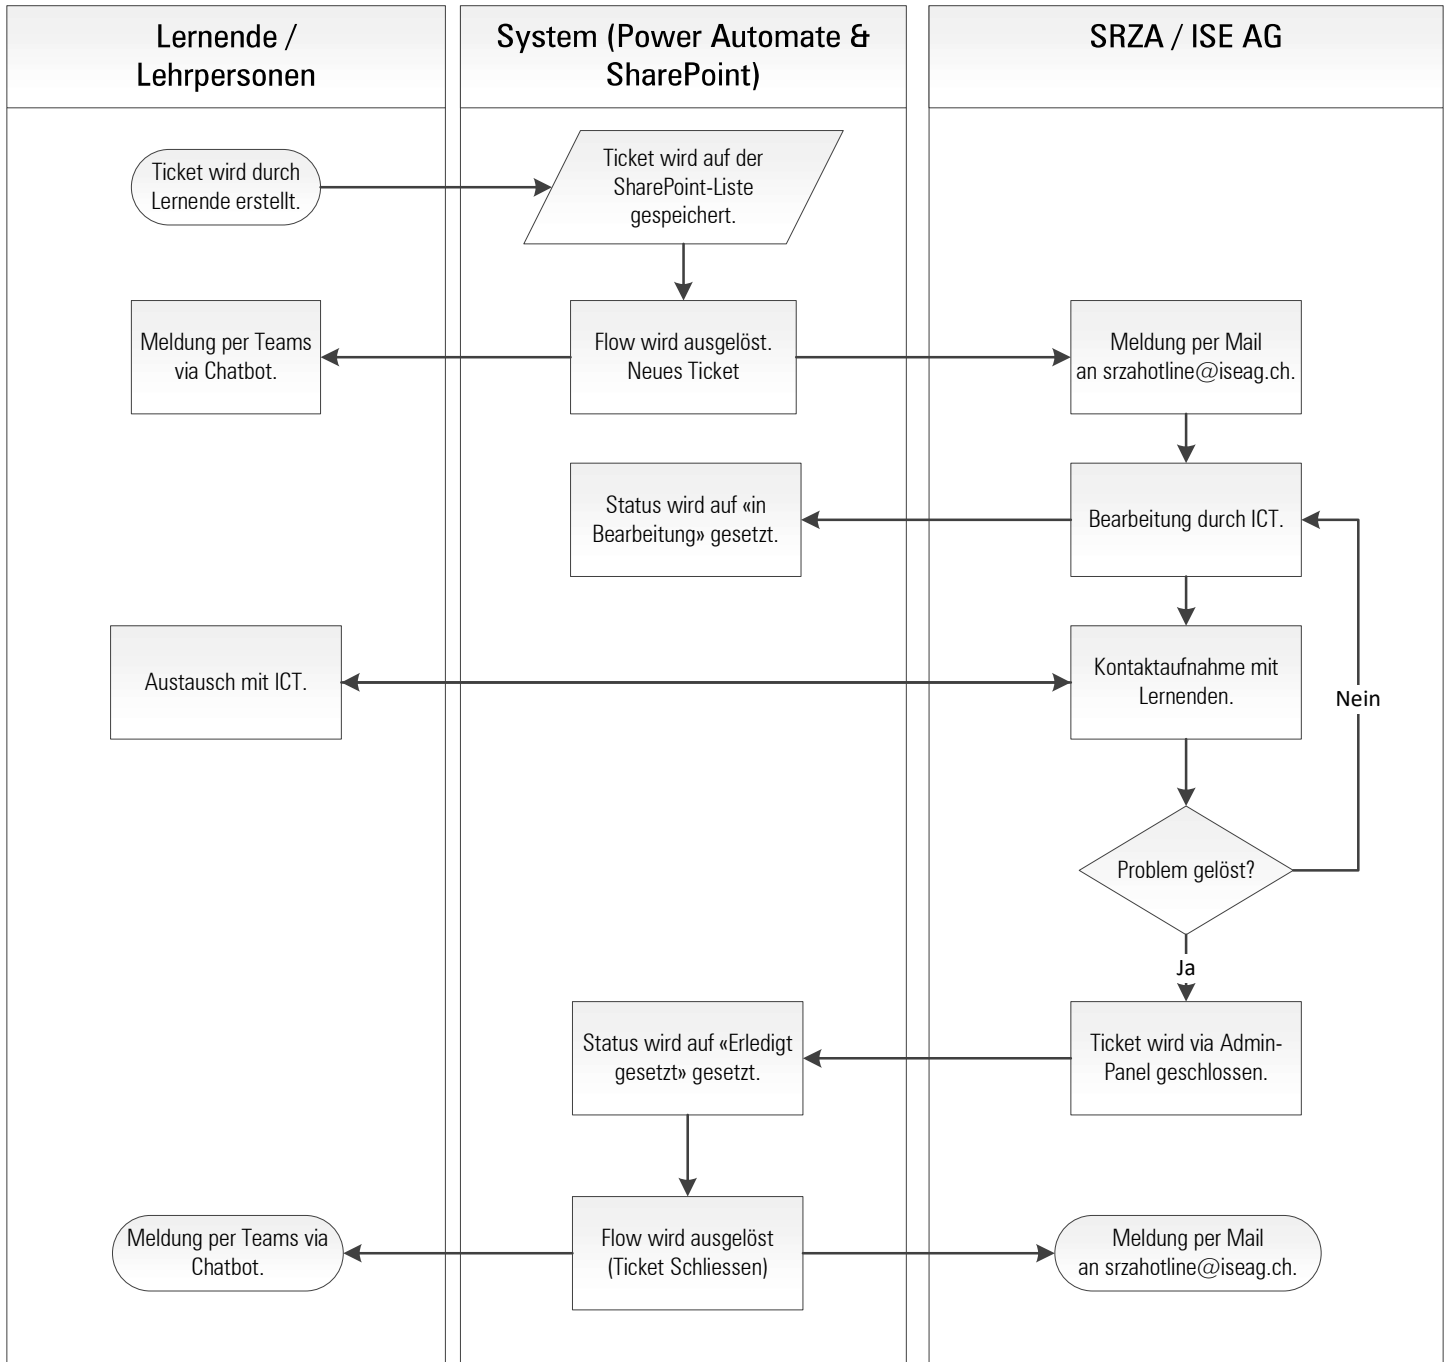 Lernende /
Lehrpersonen
System (Power Automate &
SharePoint)
SRZA / ISE AG
Ticket wird durch
Lernende erstellt.
Ticket wird auf der
SharePoint-Liste
gespeichert.
Meldung per Teams
via Chatbot.
Flow wird ausgelöst.
Neues Ticket
Meldung per Mail
an srzahotline@iseag.ch.
Status wird auf «in
Bearbeitung» gesetzt.
Bearbeitung durch ICT.
Austausch mit ICT.
Kontaktaufnahme mit
Lernenden.
Nein
Problem gelöst?
Ja
Status wird auf «Erledigt
gesetzt» gesetzt.
Ticket wird via Admin-
Panel geschlossen.
Meldung per Teams via
Chatbot.
Flow wird ausgelöst
(Ticket Schliessen)
Meldung per Mail
an srzahotline@iseag.ch.